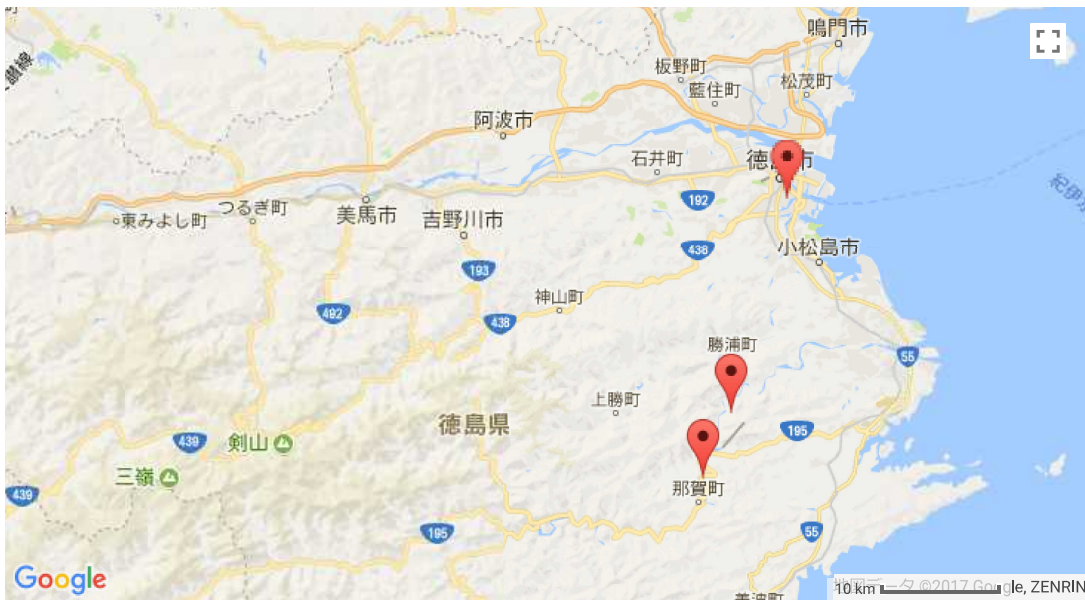 鳴門市
板野町
松茂町
藍住町
阿波市
石井町
192
つるぎ町
東みよし町
美馬市
吉野川市
438
小松島市
193
神山町
492
438
勝浦町
55
上勝町
徳島県
195
439
剣山
三嶺
439
那賀町
195
55
美波町
Google
10 km
地図データ ©2017 Google, ZENRIN